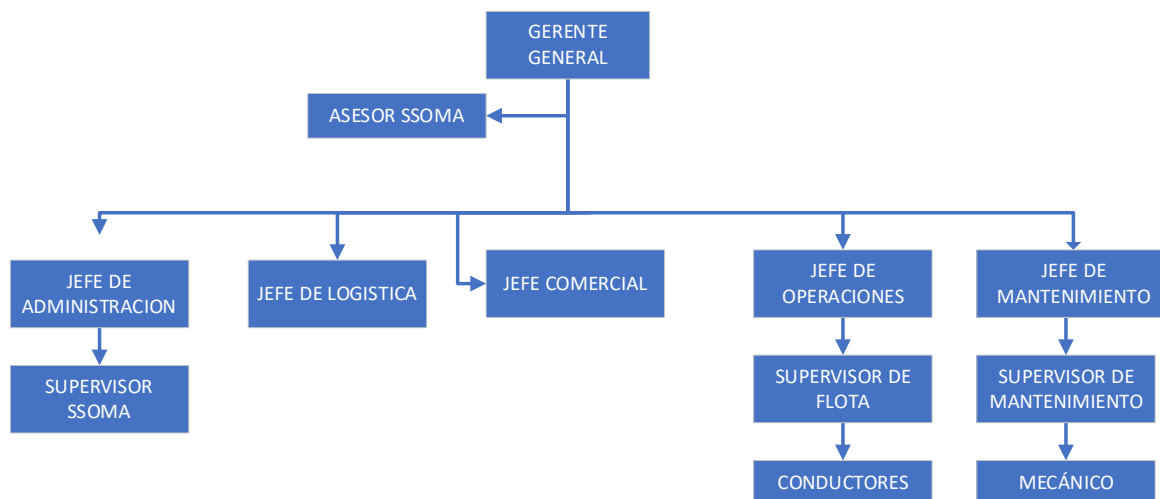 GERENTE
GENERAL
ASESOR SSOMA
JEFE DE
ADMINISTRACION
JEFE DE LOGISTICA
JEFE COMERCIAL
JEFE DE
OPERACIONES
JEFE DE
MANTENIMIENTO
SUPERVISOR
SSOMA
SUPERVISOR DE
FLOTA
SUPERVISOR DE
MANTENIMIENTO
CONDUCTORES
MECÁNICO